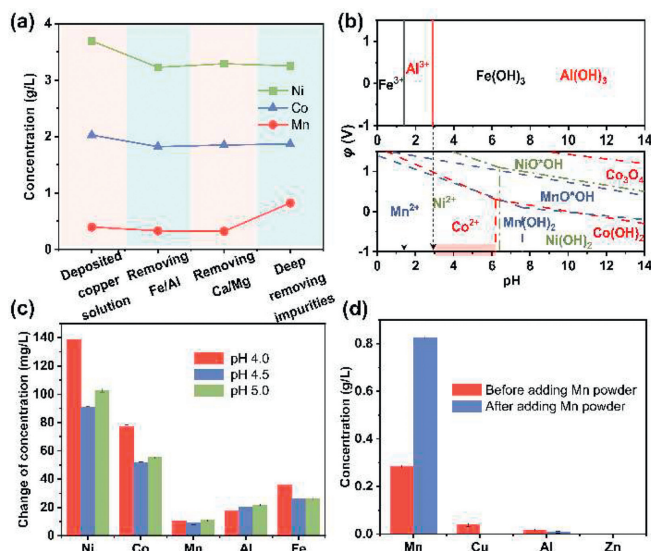 (a)
4
3
2
1
0
Concentration (g/L)
Ni
Co
Mn
Deposited copper solution
Removing Fe/Al
Removing Ca/Mg
Deep removing impurities
(b)
1
0
-1
φ (V)
Fe³⁺
Al³⁺
Fe(OH)₃
Al(OH)₃
1
0
-1
NiO*OH
Co₃O₄
Mn²⁺
Ni²⁺
MnO*OH
Co²⁺
Mn(OH)₂
Co(OH)₂
Ni(OH)₂
0 2 4 6 8 10 12 14
pH
(c)
140
120
100
80
60
40
20
0
Change of concentration (mg/L)
pH 4.0
pH 4.5
pH 5.0
Ni Co Mn Al Fe
(d)
0.8
0.6
0.4
0.2
0.0
Concentration (g/L)
Before adding Mn powder
After adding Mn powder
Mn Cu Al Zn